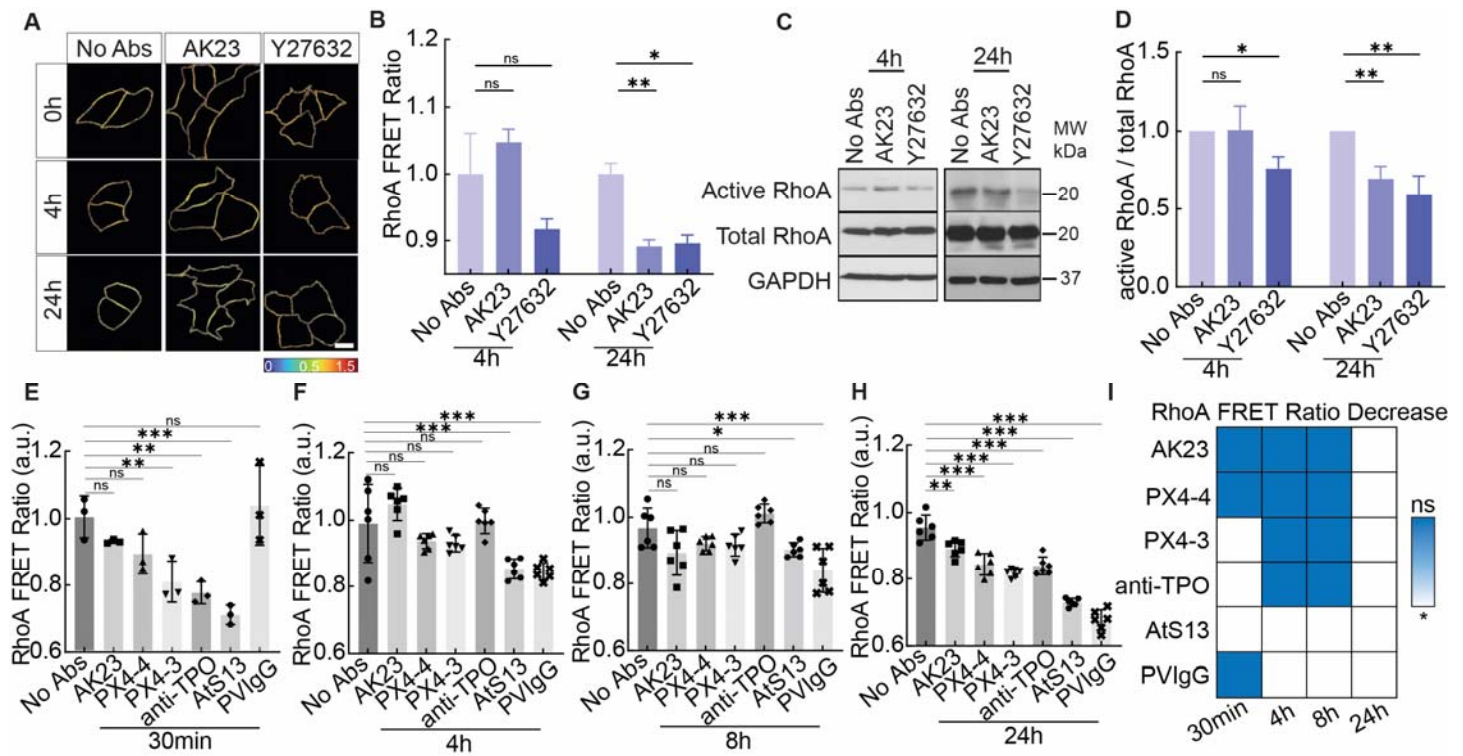 A
No Abs
AK23
Y27632
0h
4h
24h
0 0.5 1.5
B
RhoA FRET Ratio
1.2
1.1
1.0
0.9
ns
ns
*
**
No Abs
AK23
Y27632
No Abs
AK23
Y27632
4h
24h
C
4h
24h
No Abs
AK23
Y27632
No Abs
AK23
Y27632
MW
kDa
Active RhoA
20
Total RhoA
20
GAPDH
37
D
active RhoA / total RhoA
1.5
1.0
0.5
0.0
*
ns
**
**
No Abs
AK23
Y27632
No Abs
AK23
Y27632
4h
24h
E
RhoA FRET Ratio (a.u.)
1.2
1.0
0.8
0.6
ns
***
**
**
ns
ns
No Abs
AK23
PX4-4
PX4-3
anti-TPO
AtS13
PVIgG
30min
F
RhoA FRET Ratio (a.u.)
1.2
1.0
0.8
0.6
***
***
ns
ns
ns
ns
No Abs
AK23
PX4-4
PX4-3
anti-TPO
AtS13
PVIgG
4h
G
RhoA FRET Ratio (a.u.)
1.2
1.0
0.8
0.6
***
*
ns
ns
ns
ns
No Abs
AK23
PX4-4
PX4-3
anti-TPO
AtS13
PVIgG
8h
H
RhoA FRET Ratio (a.u.)
1.2
1.0
0.8
0.6
***
***
***
***
***
**
No Abs
AK23
PX4-4
PX4-3
anti-TPO
AtS13
PVIgG
24h
I
RhoA FRET Ratio Decrease
AK23
PX4-4
PX4-3
anti-TPO
AtS13
PVIgG
30min
4h
8h
24h
ns
*